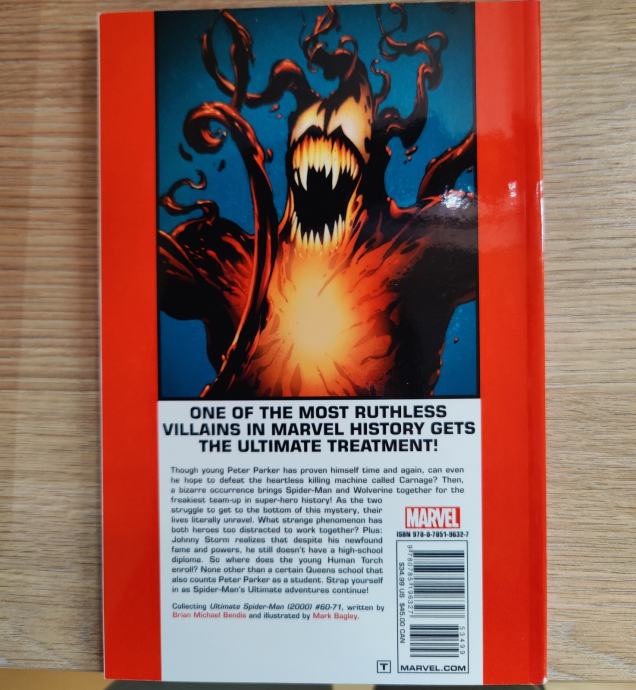 ONE OF THE MOST RUTHLESS
VILLAINS IN MARVEL HISTORY GETS
THE ULTIMATE TREATMENT!
Though young Peter Parker has proven himself time and again, can even
he hope to defeat the heartless killing machine called Carnage? Then,
a bizarre occurrence brings Spider-Man and Wolverine together for the
freakiest team-up in super-hero history! As the two
struggle to get to the bottom of this mystery, their
lives literally unravel. What strange phenomenon has
both heroes too distracted to work together? Plus:
Johnny Storm realizes that despite his newfound
fame and powers, he still doesn't have a high-school
diploma. So where does the young Human Torch
enroll? None other than a certain Queens school that
also counts Peter Parker as a student. Strap yourself
in as Spider-Man's Ultimate adventures continue!
Collecting Ultimate Spider-Man (2000) #60-71, written by
Brian Michael Bendis and illustrated by Mark Bagley.
MARVEL
ISBN 978-0-7851-9632-7
9 780785 196327
53499
$34.99 US $45.00 CAN
T
MARVEL.COM